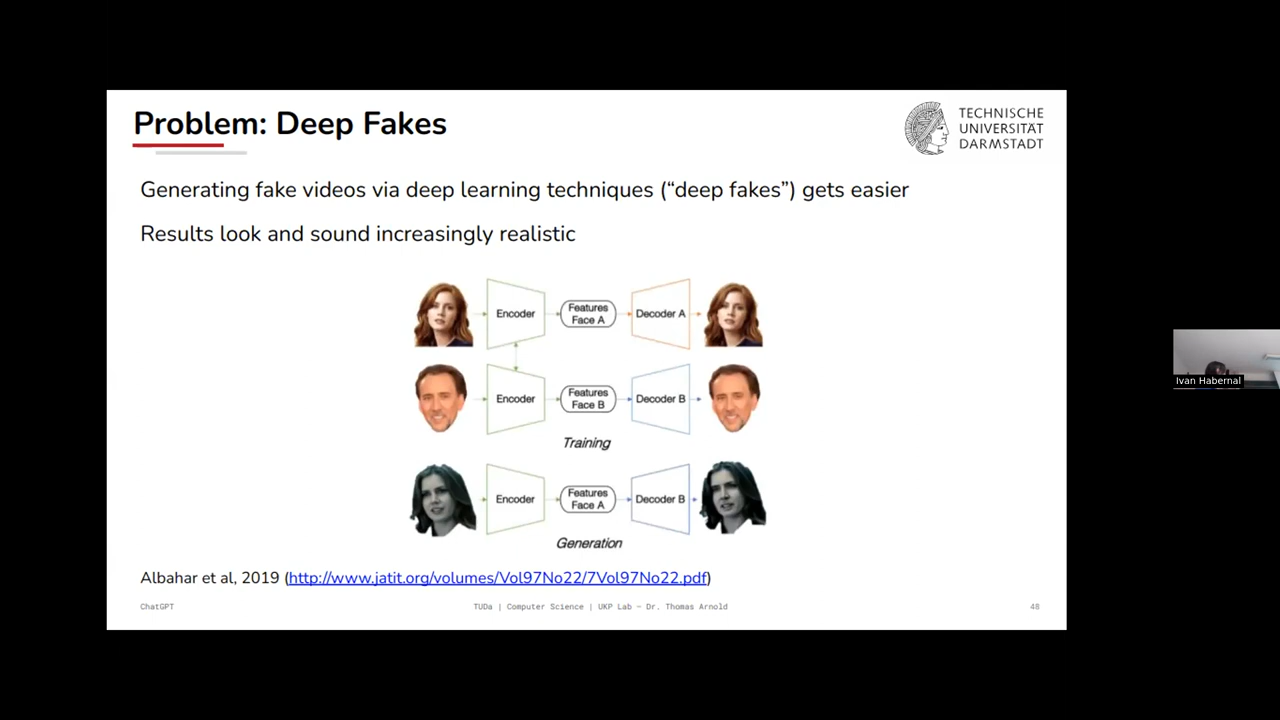 Problem: Deep Fakes
TECHNISCHE
UNIVERSITÄT
DARMSTADT
Generating fake videos via deep learning techniques (“deep fakes”) gets easier
Results look and sound increasingly realistic
Encoder
Features
Face A
Decoder A
Encoder
Features
Face B
Decoder B
Training
Encoder
Features
Face A
Decoder B
Generation
Albahar et al, 2019 (http://www.jatit.org/volumes/Vol97No22/7Vol97No22.pdf)
ChatGPT
TUDa | Computer Science | UKP Lab – Dr. Thomas Arnold
48
Ivan Habernal